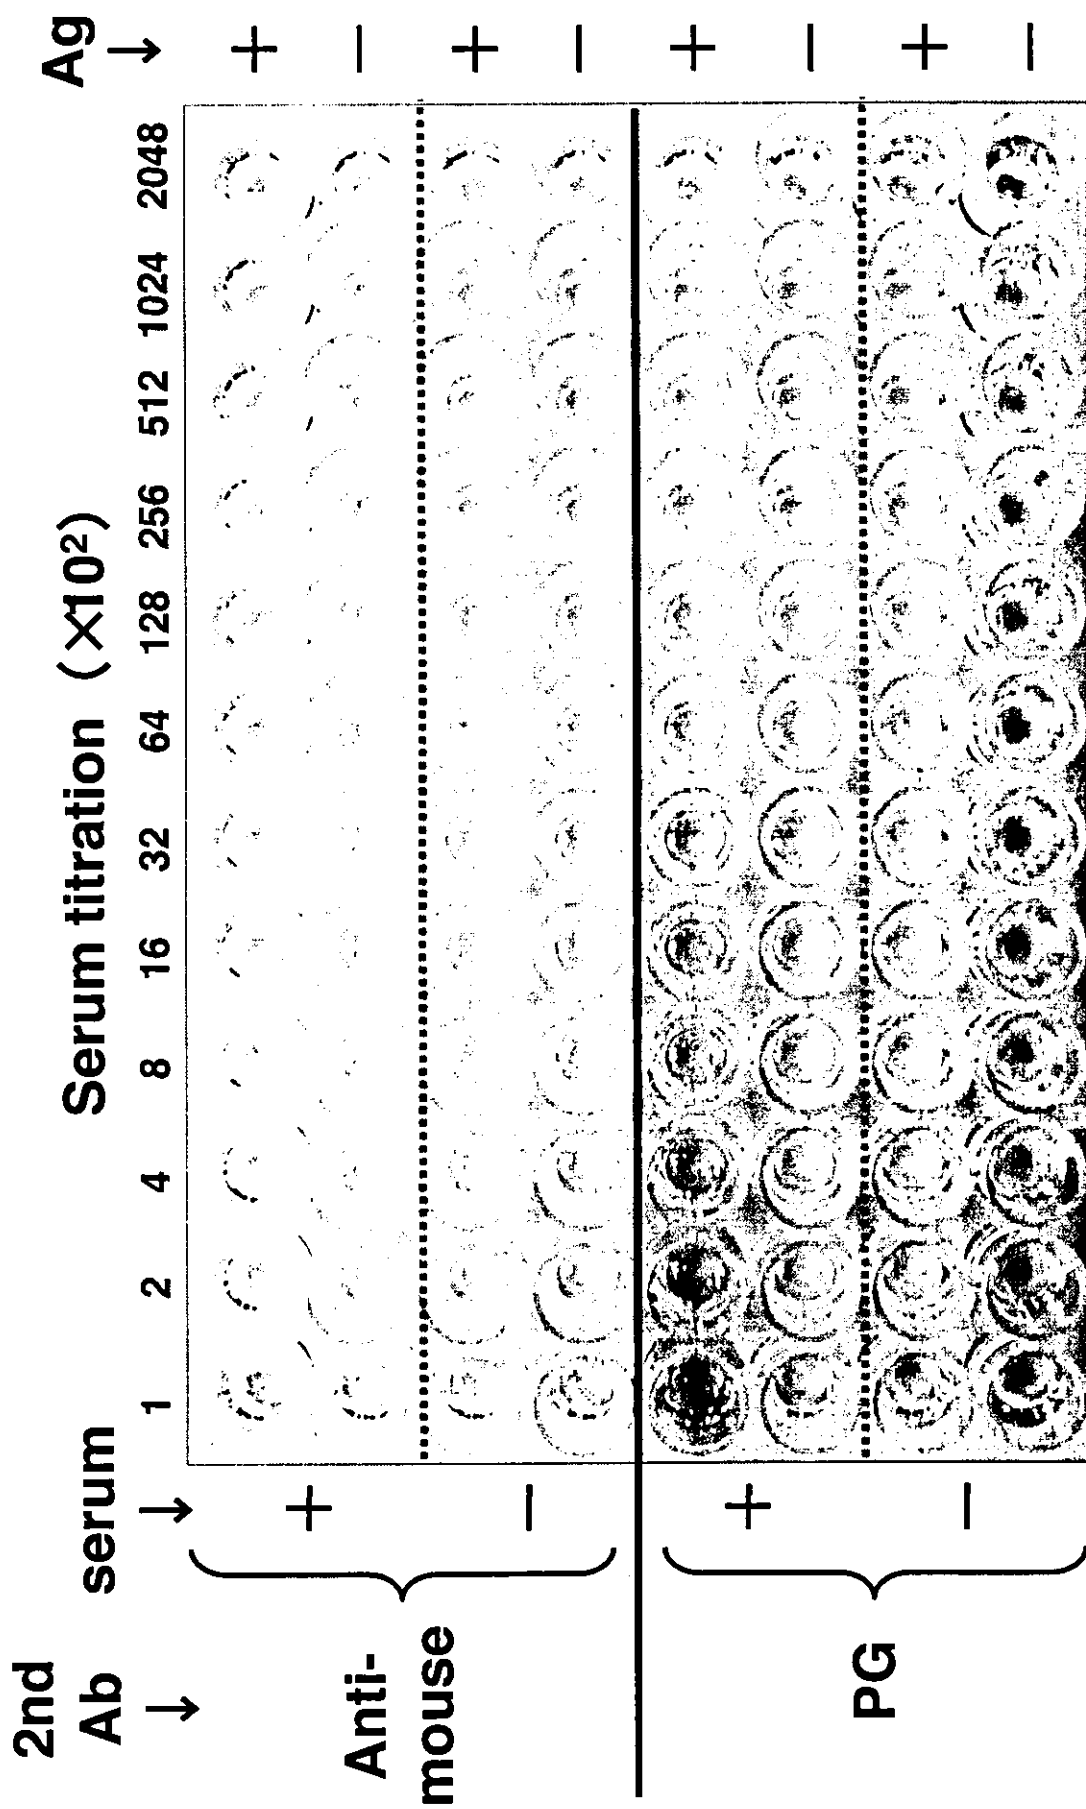 Serum titration (×10²)
2nd
Ab
↓
serum
↓
1 2 4 8 16 32 64 128 256 512 1024 2048
Ag
↓
Anti-
mouse
+
+
−
−
+
−
PG
+
+
−
−
+
−